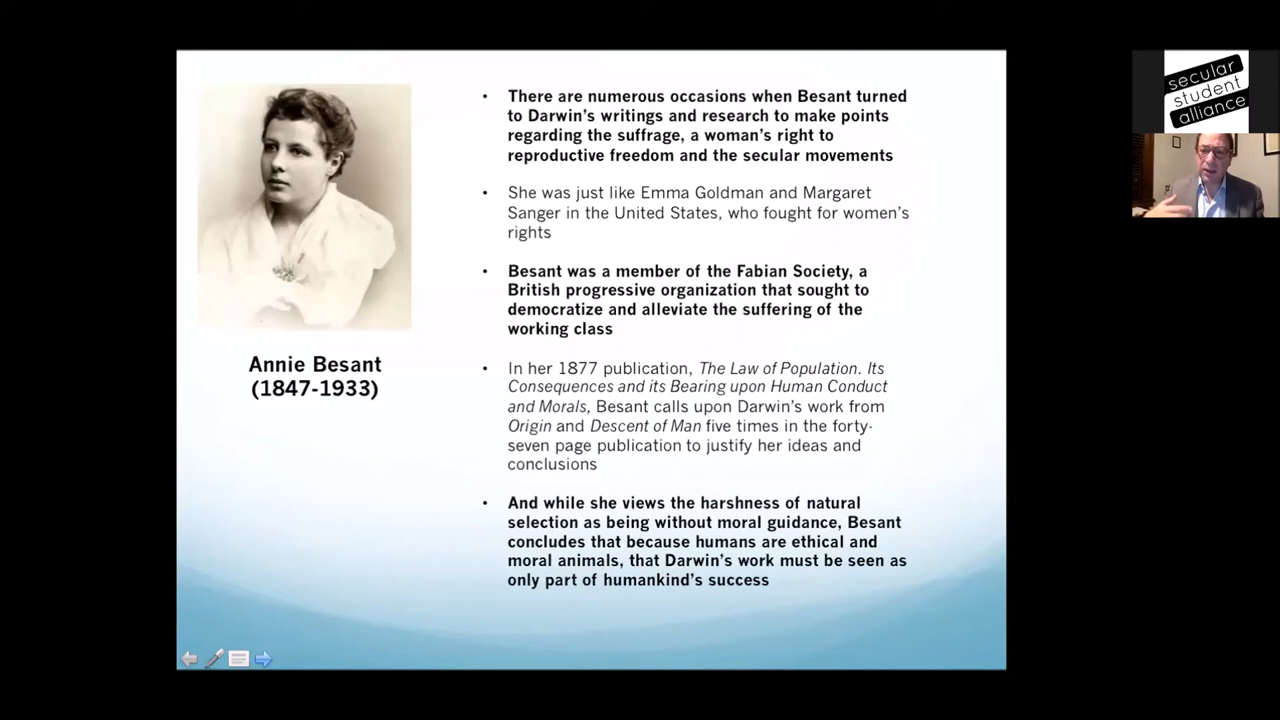 Annie Besant
(1847-1933)
• There are numerous occasions when Besant turned
to Darwin's writings and research to make points
regarding the suffrage, a woman's right to
reproductive freedom and the secular movements
• She was just like Emma Goldman and Margaret
Sanger in the United States, who fought for women's
rights
• Besant was a member of the Fabian Society, a
British progressive organization that sought to
democratize and alleviate the suffering of the
working class
• In her 1877 publication, The Law of Population. Its
Consequences and its Bearing upon Human Conduct
and Morals, Besant calls upon Darwin's work from
Origin and Descent of Man five times in the forty-
seven page publication to justify her ideas and
conclusions
• And while she views the harshness of natural
selection as being without moral guidance, Besant
concludes that because humans are ethical and
moral animals, that Darwin's work must be seen as
only part of humankind's success
secular
student
alliance